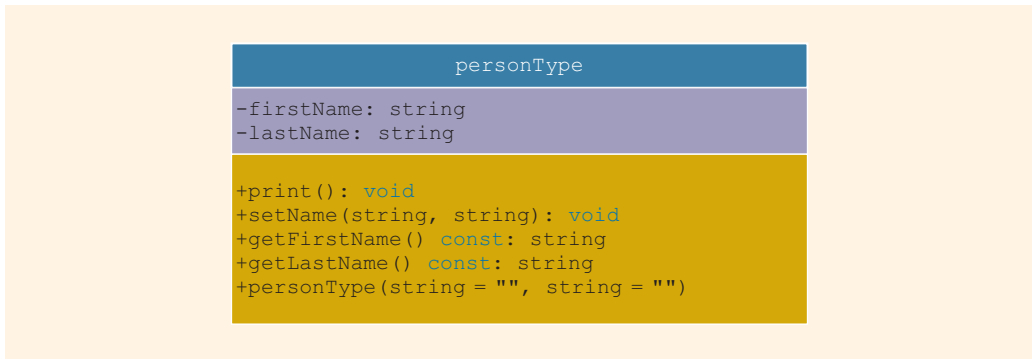 personType
-firstName: string
-lastName: string
+print(): void
+setName(string, string): void
+getFirstName() const: string
+getLastName() const: string
+personType(string = "", string = "")